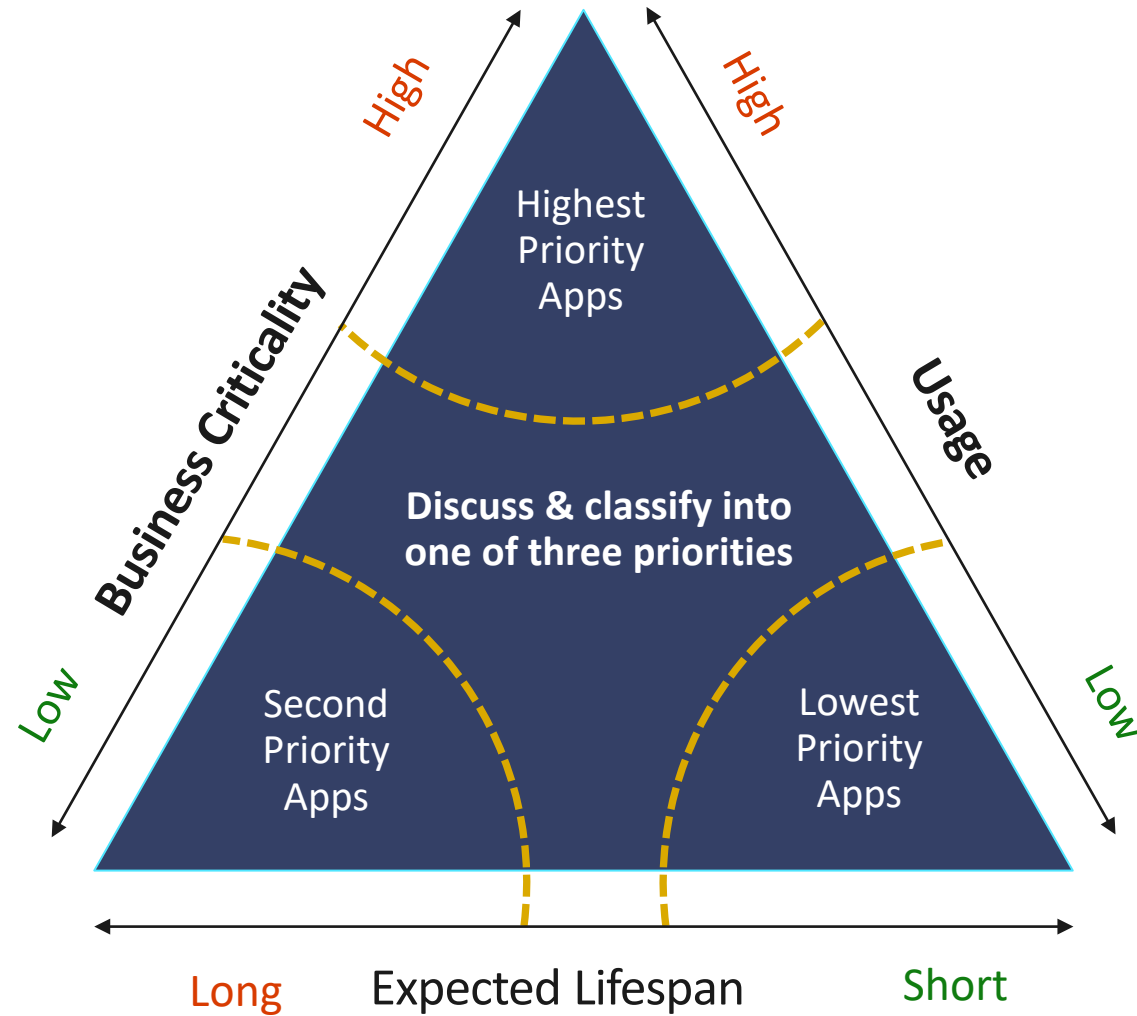 High
High
Highest
Priority
Apps
Business Criticality
Usage
Discuss & classify into
one of three priorities
Low
Low
Second
Priority
Apps
Lowest
Priority
Apps
Long
Expected Lifespan
Short